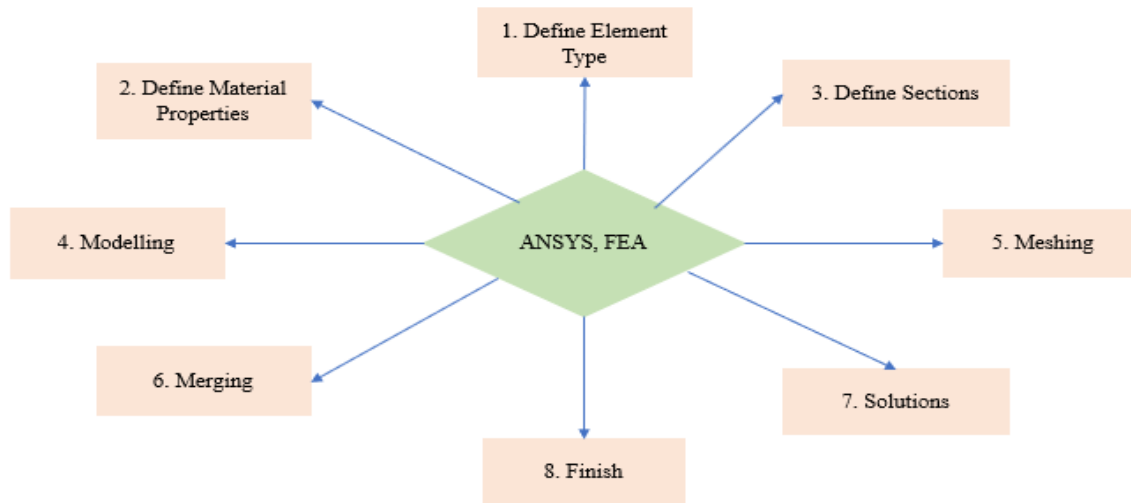 1. Define Element
Type
2. Define Material
Properties
3. Define Sections
4. Modelling
ANSYS, FEA
5. Meshing
6. Merging
7. Solutions
8. Finish